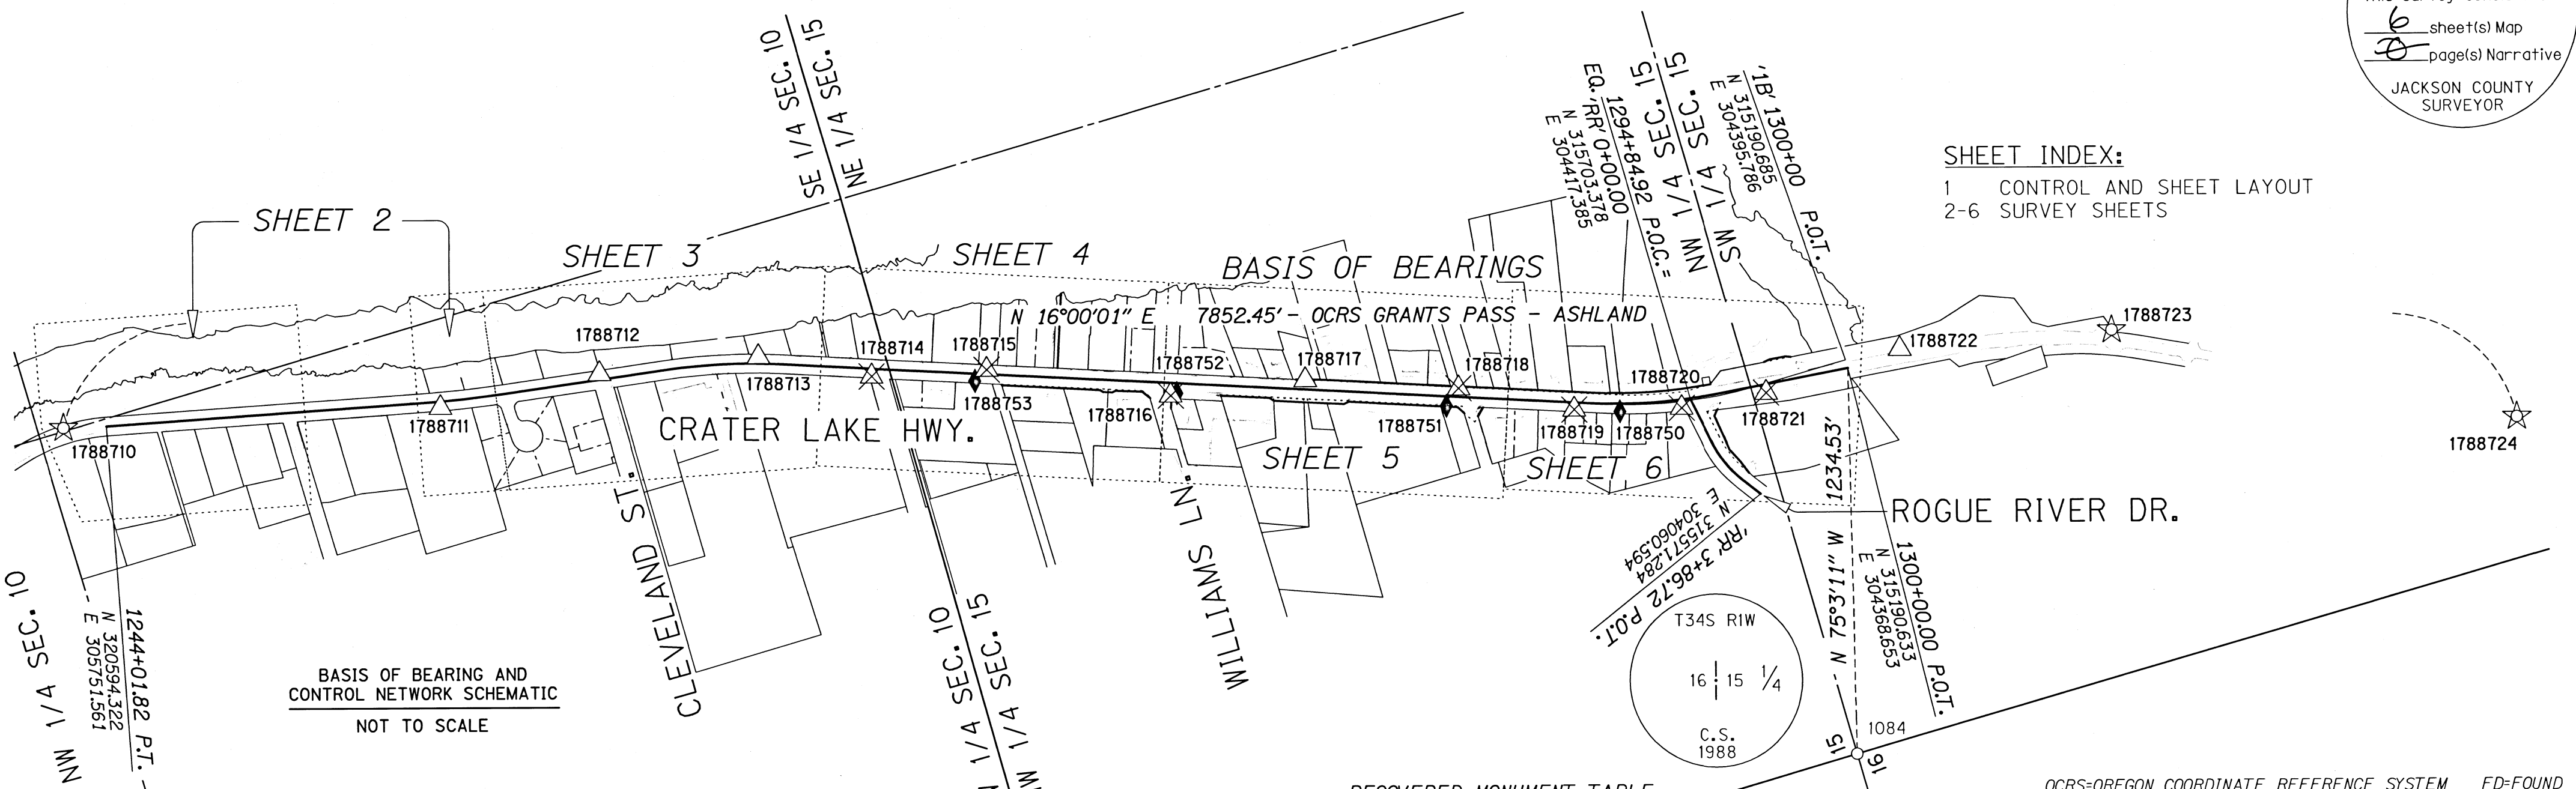 6 sheet(s) Map
0 page(s) Narrative
JACKSON COUNTY
SURVEYOR
SHEET INDEX:
1 CONTROL AND SHEET LAYOUT
2-6 SURVEY SHEETS
SE 1/4 SEC. 10
NE 1/4 SEC. 15
1294+84.92 P.O.C.=
EQ. 'RR' 0+00.00
N 315703.378
E 304417.385
NW 1/4 SEC. 15
SW 1/4 SEC. 15
'1B' 1300+00 P.O.T.
N 315190.685
E 304395.786
SHEET 2
SHEET 3
SHEET 4
BASIS OF BEARINGS
N 16°00'01" E 7852.45' - OCRS GRANTS PASS - ASHLAND
1788710
1788711
1788712
1788713
1788714
1788715
1788753
1788716
1788752
1788717
1788751
1788718
1788719
1788750
1788720
1788721
1788722
1788723
1788724
CRATER LAKE HWY.
SHEET 5
SHEET 6
ROGUE RIVER DR.
CLEVELAND ST.
WILLIAMS LN.
'RR' 3+86.72 P.O.T.
N 315571.284
E 304060.594
N 75°3'11" W 1234.53'
1300+00.00 P.O.T.
N 315190.633
E 304368.653
NW 1/4 SEC. 10
1244+01.82 P.T.
N 320594.322
E 305751.561
BASIS OF BEARING AND
CONTROL NETWORK SCHEMATIC
NOT TO SCALE
1/4 SEC. 10
NW 1/4 SEC. 15
T34S R1W
16 15 1/4
C.S.
1988
1084
15
16
RECOVERED MONUMENT TABLE
OCRS=OREGON COORDINATE REFERENCE SYSTEM FD=FOUND